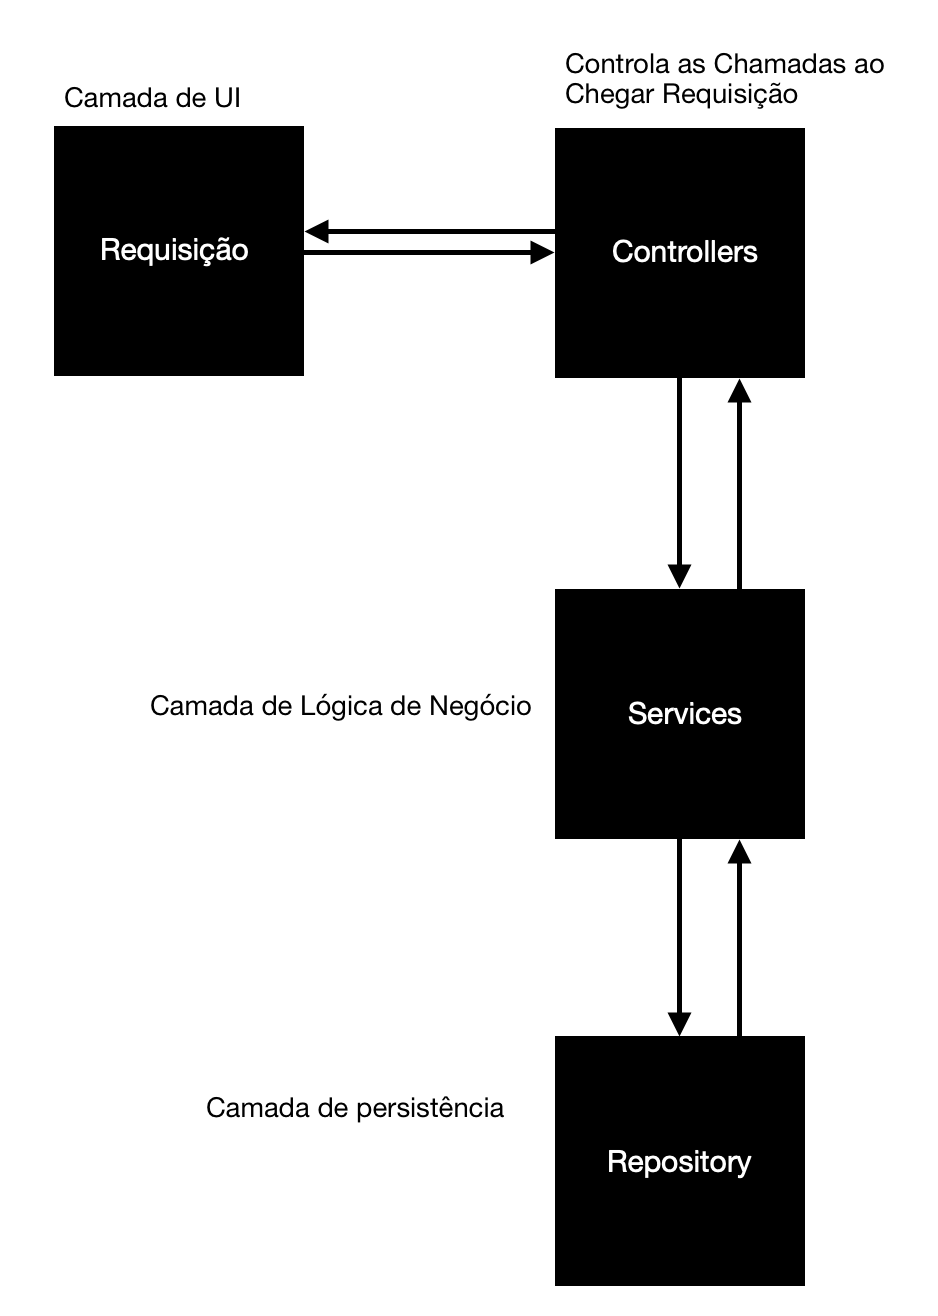 Camada de UI
Controla as Chamadas ao
Chegar Requisição
Requisição
Controllers
Camada de Lógica de Negócio
Services
Camada de persistência
Repository